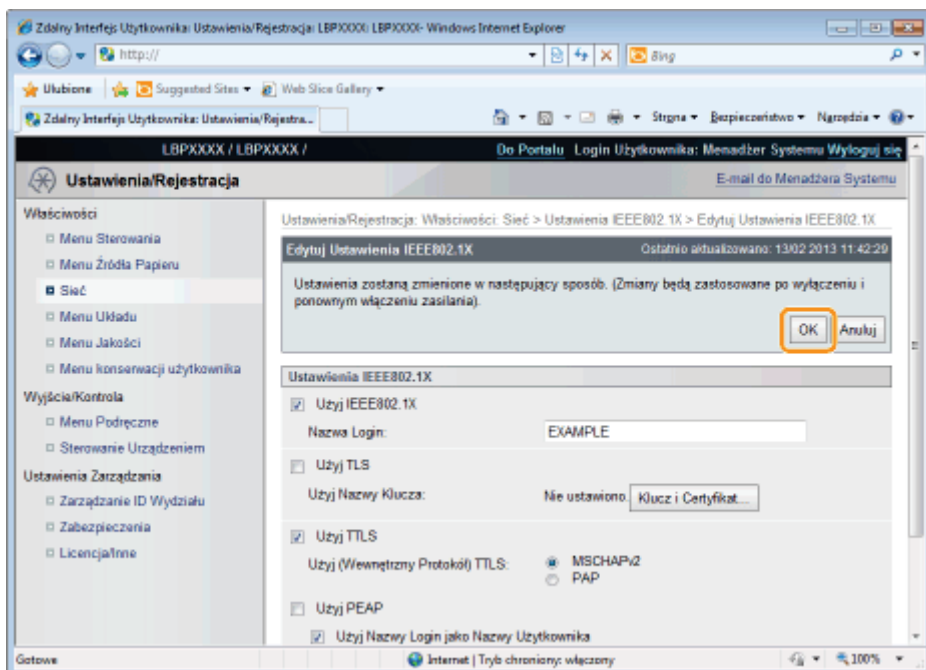 Zdalny Interfejs Użytkownika: Ustawienia/Rejestracja: LBPXXXX: LBPXXXX- Windows Internet Explorer
http://
Bing
Ulubione Suggested Sites Web Slice Gallery
Zdalny Interfejs Użytkownika: Ustawienia/Rejestra...
Strona Bezpieczeństwo Narzędzia
LBPXXXX / LBPXXXX /
Do Portalu Login Użytkownika: Menadżer Systemu Wyloguj się
Ustawienia/Rejestracja
E-mail do Menadżera Systemu
Właściwości
Menu Sterowania
Menu Źródła Papieru
Sieć
Menu Układu
Menu Jakości
Menu konserwacji użytkownika
Wyjście/Kontrola
Menu Podręczne
Sterowanie Urządzeniem
Ustawienia Zarządzania
Zarządzanie ID Wydziału
Zabezpieczenia
Licencja/Inne
Ustawienia/Rejestracja: Właściwości: Sieć > Ustawienia IEEE802.1X > Edytuj Ustawienia IEEE802.1X
Edytuj Ustawienia IEEE802.1X
Ostatnio aktualizowano: 13/02 2013 11:42:29
Ustawienia zostaną zmienione w następujący sposób. (Zmiany będą zastosowane po wyłączeniu i
ponownym włączeniu zasilania).
OK Anuluj
Ustawienia IEEE802.1X
Użyj IEEE802.1X
Nazwa Login: EXAMPLE
Użyj TLS
Użyj Nazwy Klucza: Nie ustawiono. Klucz i Certyfikat...
Użyj TTLS
Użyj (Wewnętrzny Protokół) TTLS: MSCHAPv2
PAP
Użyj PEAP
Użyj Nazwy Login jako Nazwy Użytkownika
Gotowe
Internet | Tryb chroniony: włączony
100%